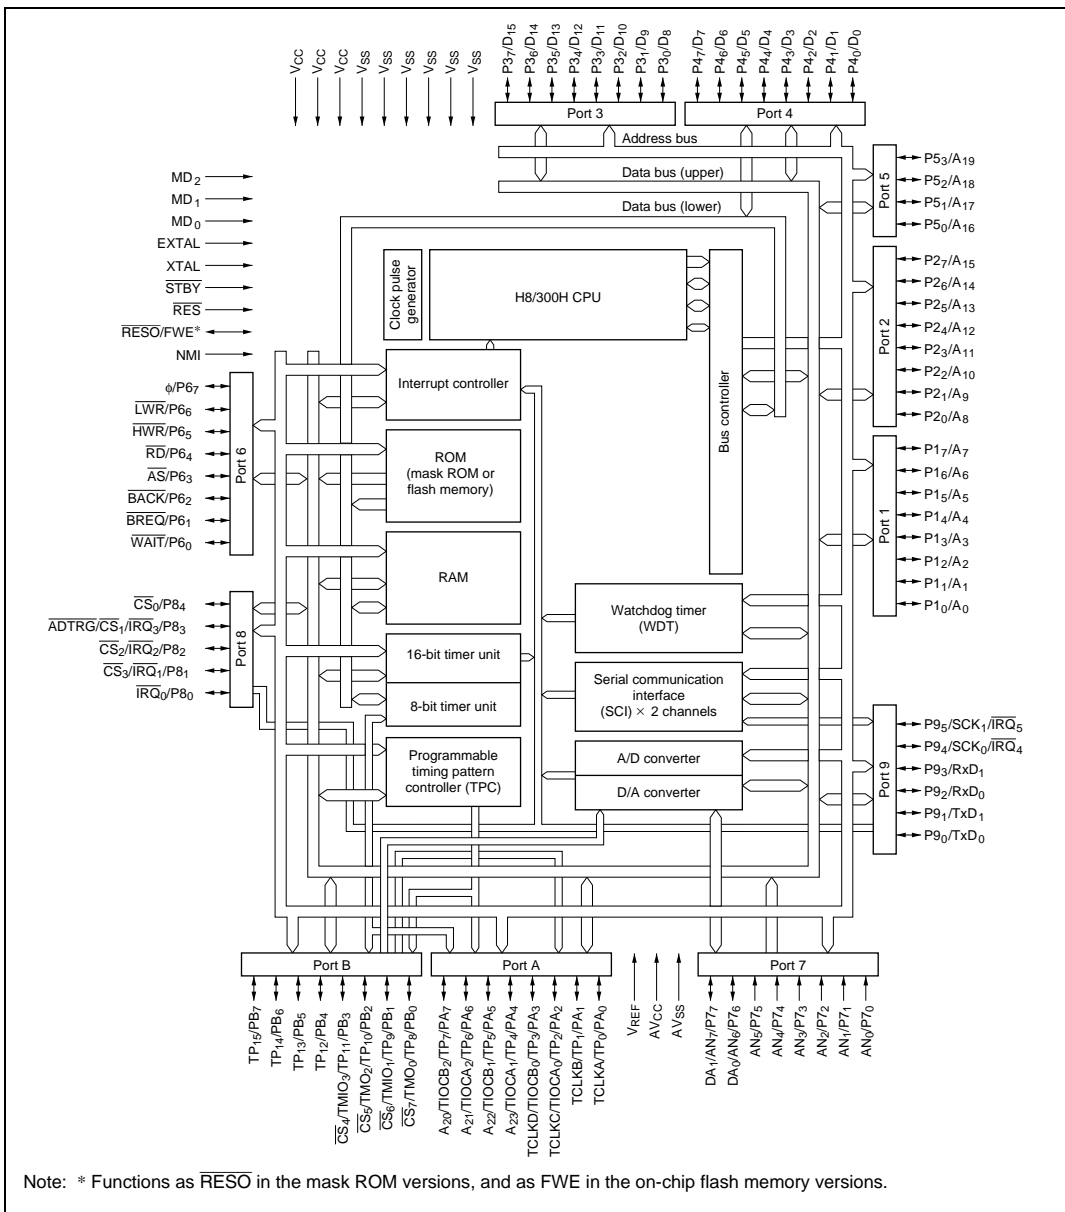 VCC
VCC
VCC
VSS
VSS
VSS
VSS
VSS
VSS
P37/D15
P36/D14
P35/D13
P34/D12
P33/D11
P32/D10
P31/D9
P30/D8
P47/D7
P46/D6
P45/D5
P44/D4
P43/D3
P42/D2
P41/D1
P40/D0
Port 3
Port 4
Address bus
Data bus (upper)
Data bus (lower)
MD2
MD1
MD0
EXTAL
XTAL
STBY
RES
RESO/FWE*
NMI
Port 5
P53/A19
P52/A18
P51/A17
P50/A16
Clock pulse
generator
H8/300H CPU
Bus controller
Port 2
P27/A15
P26/A14
P25/A13
P24/A12
P23/A11
P22/A10
P21/A9
P20/A8
Interrupt controller
ROM
(mask ROM or
flash memory)
RAM
16-bit timer unit
8-bit timer unit
Programmable
timing pattern
controller (TPC)
φ/P67
LWR/P66
HWR/P65
RD/P64
AS/P63
BACK/P62
BREQ/P61
WAIT/P60
Port 6
Port 1
P17/A7
P16/A6
P15/A5
P14/A4
P13/A3
P12/A2
P11/A1
P10/A0
CS0/P84
ADTRG/CS1/IRQ3/P83
CS2/IRQ2/P82
CS3/IRQ1/P81
IRQ0/P80
Port 8
Watchdog timer
(WDT)
Serial communication
interface
(SCI) × 2 channels
A/D converter
D/A converter
Port 9
P95/SCK1/IRQ5
P94/SCK0/IRQ4
P93/RxD1
P92/RxD0
P91/TxD1
P90/TxD0
Port B
Port A
Port 7
TP15/PB7
TP14/PB6
TP13/PB5
TP12/PB4
CS4/TMIO3/TP11/PB3
CS5/TMO2/TP10/PB2
CS6/TMIO1/TP9/PB1
CS7/TMO0/TP8/PB0
A20/TIOCB2/TP7/PA7
A21/TIOCA2/TP6/PA6
A22/TIOCB1/TP5/PA5
A23/TIOCA1/TP4/PA4
TCLKD/TIOCB0/TP3/PA3
TCLKC/TIOCA0/TP2/PA2
TCLKB/TP1/PA1
TCLKA/TP0/PA0
VREF
AVCC
AVSS
DA1/AN7/P77
DA0/AN6/P76
AN5/P75
AN4/P74
AN3/P73
AN2/P72
AN1/P71
AN0/P70
Note: * Functions as RESO in the mask ROM versions, and as FWE in the on-chip flash memory versions.